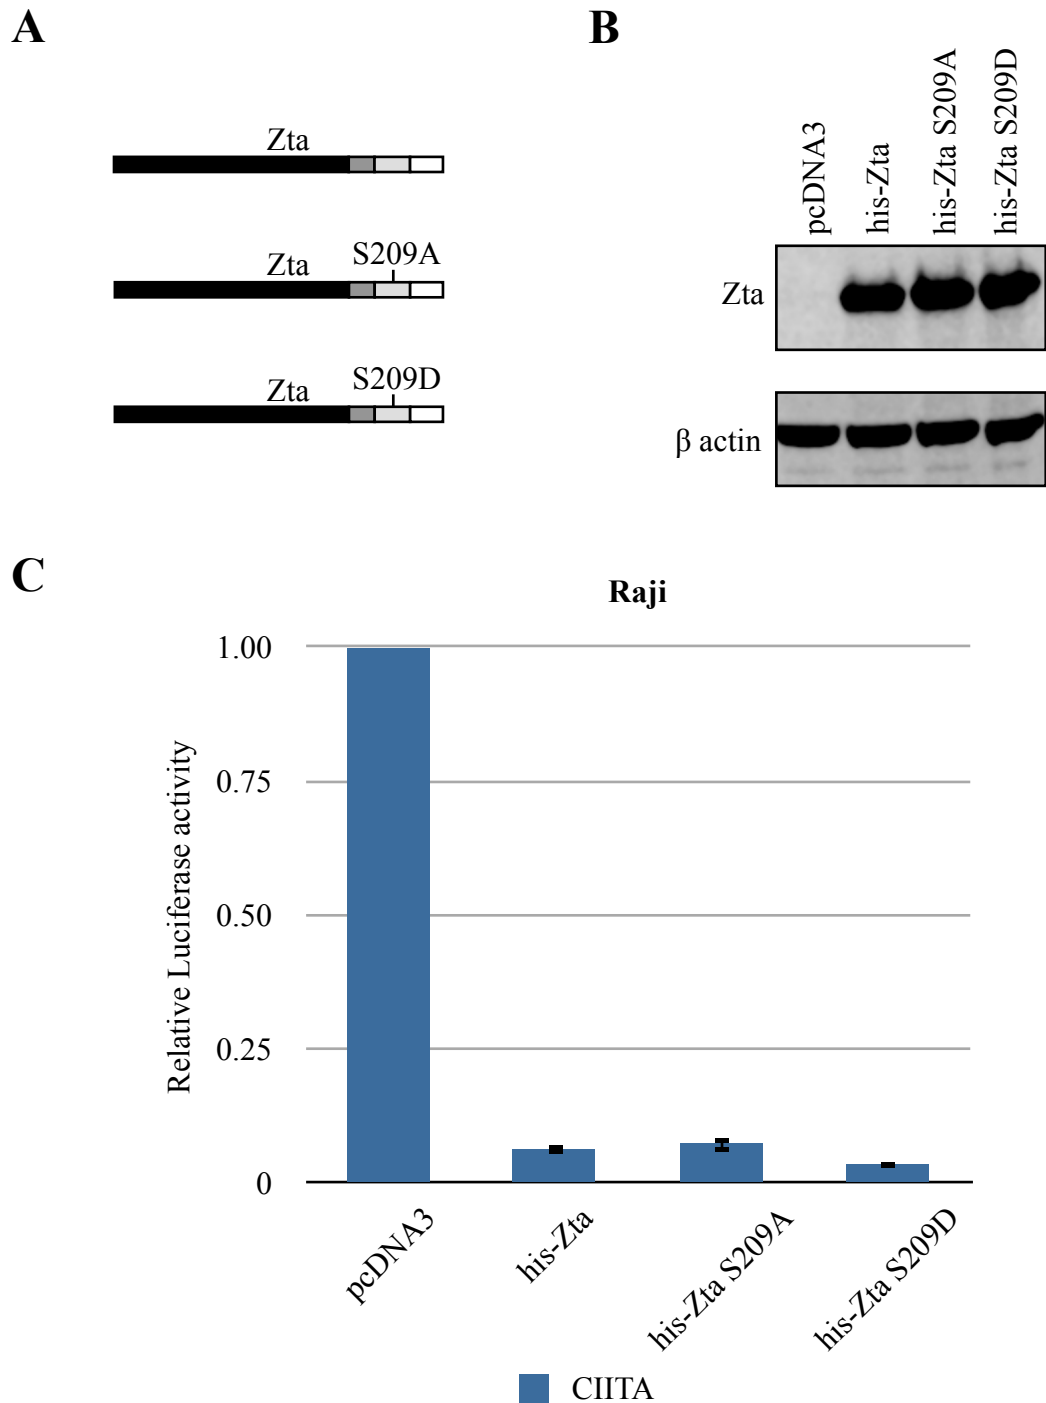 A
Zta
Zta
S209A
Zta
S209D
B
pcDNA3
his-Zta
his-Zta S209A
his-Zta S209D
Zta
β actin
C
Raji
Relative Luciferase activity
1.00
0.75
0.50
0.25
0
pcDNA3
his-Zta
his-Zta S209A
his-Zta S209D
CIITA